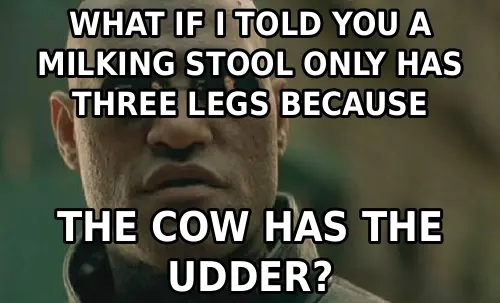 WHAT IF I TOLD YOU A
MILKING STOOL ONLY HAS
THREE LEGS BECAUSE
THE COW HAS THE
UDDER?